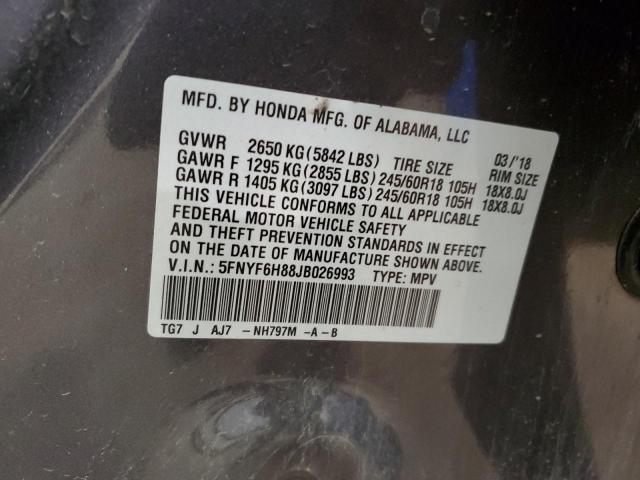 MFD. BY HONDA MFG. OF ALABAMA, LLC
GVWR 2650 KG (5842 LBS) TIRE SIZE 03/'18 RIM SIZE
GAWR F 1295 KG (2855 LBS) 245/60R18 105H 18X8.0J
GAWR R 1405 KG (3097 LBS) 245/60R18 105H 18X8.0J
THIS VEHICLE CONFORMS TO ALL APPLICABLE
FEDERAL MOTOR VEHICLE SAFETY
AND THEFT PREVENTION STANDARDS IN EFFECT
ON THE DATE OF MANUFACTURE SHOWN ABOVE.
V.I.N.: 5FNYF6H88JB026993 TYPE: MPV
TG7 J AJ7 - NH797M -A-B